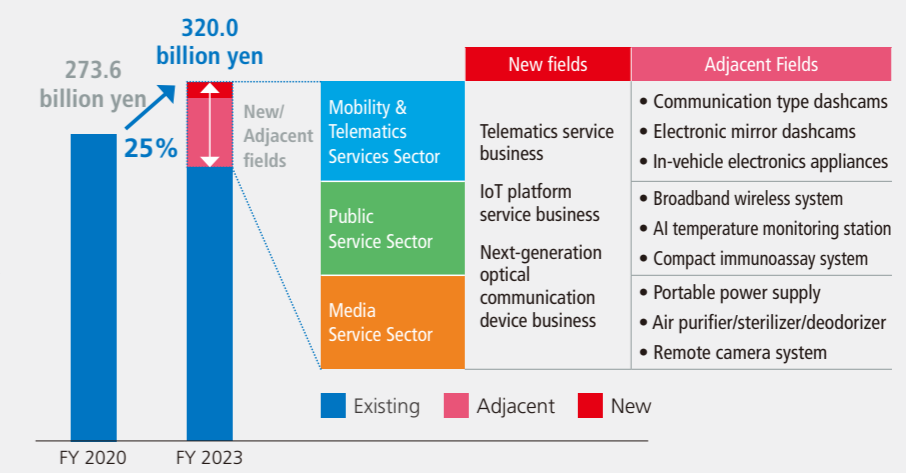 273.6
billion yen
320.0
billion yen
25%
New/
Adjacent
fields
FY 2020
FY 2023
New fields
Adjacent Fields
Mobility &
Telematics
Services Sector
Public
Service Sector
Media
Service Sector
Telematics service
business
IoT platform
service business
Next-generation
optical
communication
device business
• Communication type dashcams
• Electronic mirror dashcams
• In-vehicle electronics appliances
• Broadband wireless system
• AI temperature monitoring station
• Compact immunoassay system
• Portable power supply
• Air purifier/sterilizer/deodorizer
• Remote camera system
Existing
Adjacent
New